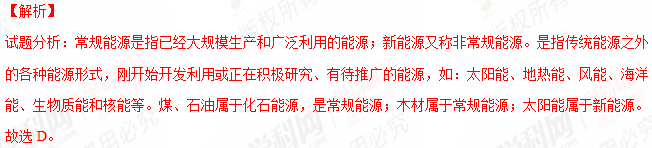 【解析】
试题分析：常规能源是指已经大规模生产和广泛利用的能源；新能源又称非常规能源。是指传统能源之外
的各种能源形式，刚开始开发利用或正在积极研究、有待推广的能源，如：太阳能、地热能、风能、海洋
能、生物质能和核能等。煤、石油属于化石能源，是常规能源；木材属于常规能源；太阳能属于新能源。
故选 D。